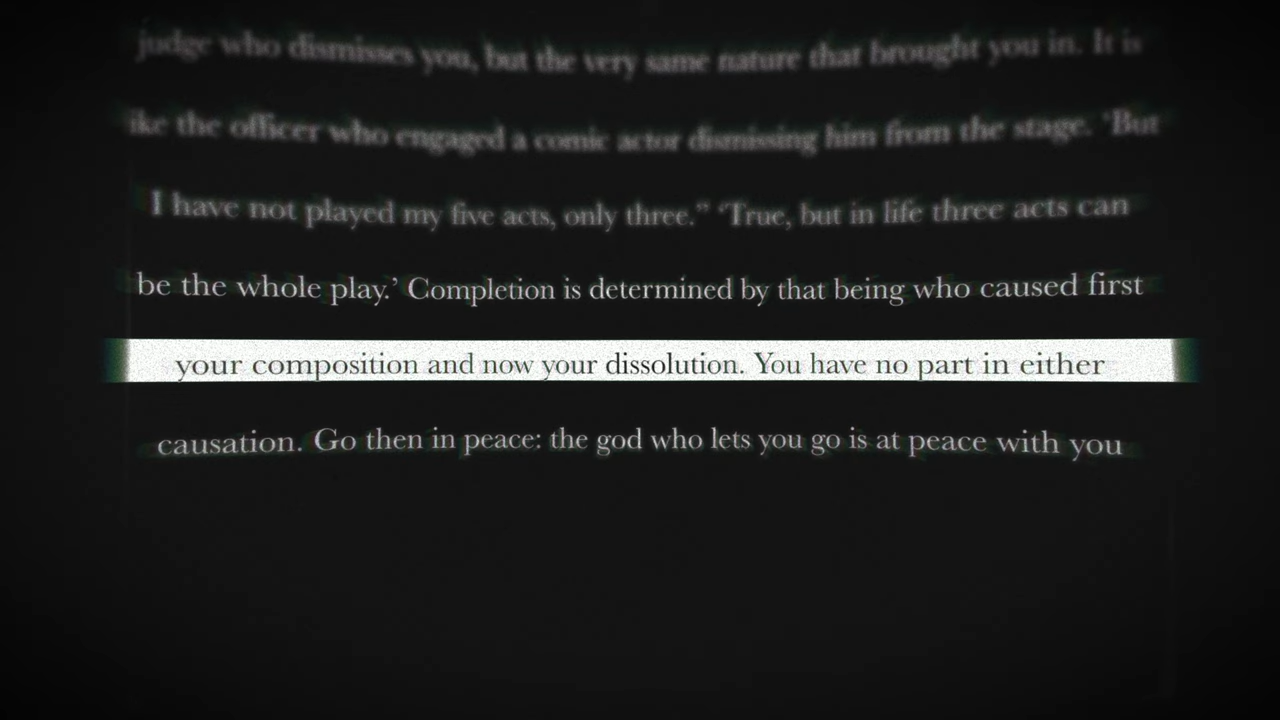 judge who dismisses you, but the very same nature that brought you in. It is
ike the officer who engaged a comic actor dismissing him from the stage. 'But
I have not played my five acts, only three.” ‘True, but in life three acts can
be the whole play.’ Completion is determined by that being who caused first
your composition and now your dissolution. You have no part in either
causation. Go then in peace: the god who lets you go is at peace with you